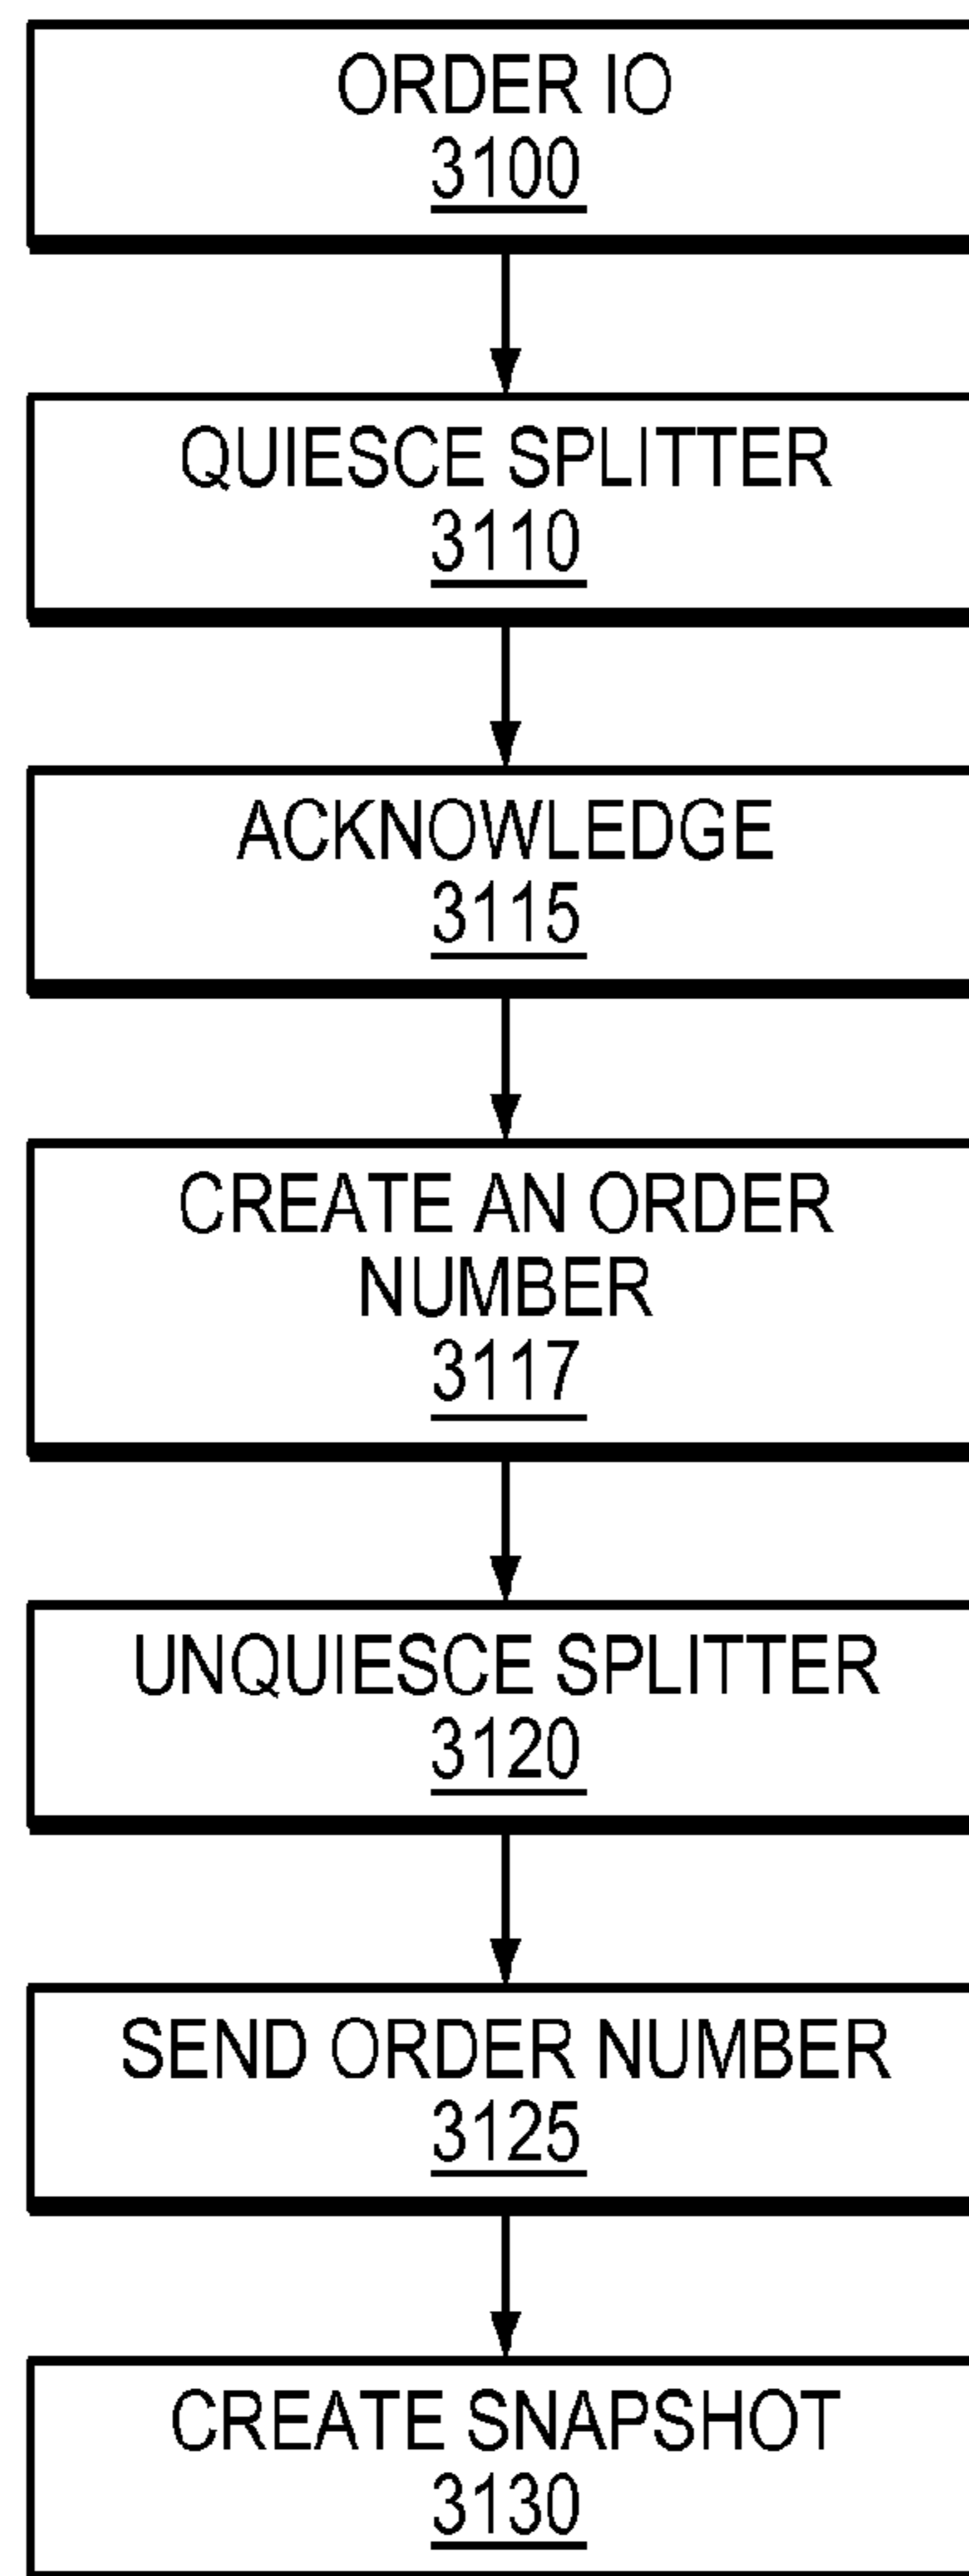 ORDER IO
3100
QUIESCE SPLITTER
3110
ACKNOWLEDGE
3115
CREATE AN ORDER
NUMBER
3117
UNQUIESCE SPLITTER
3120
SEND ORDER NUMBER
3125
CREATE SNAPSHOT
3130